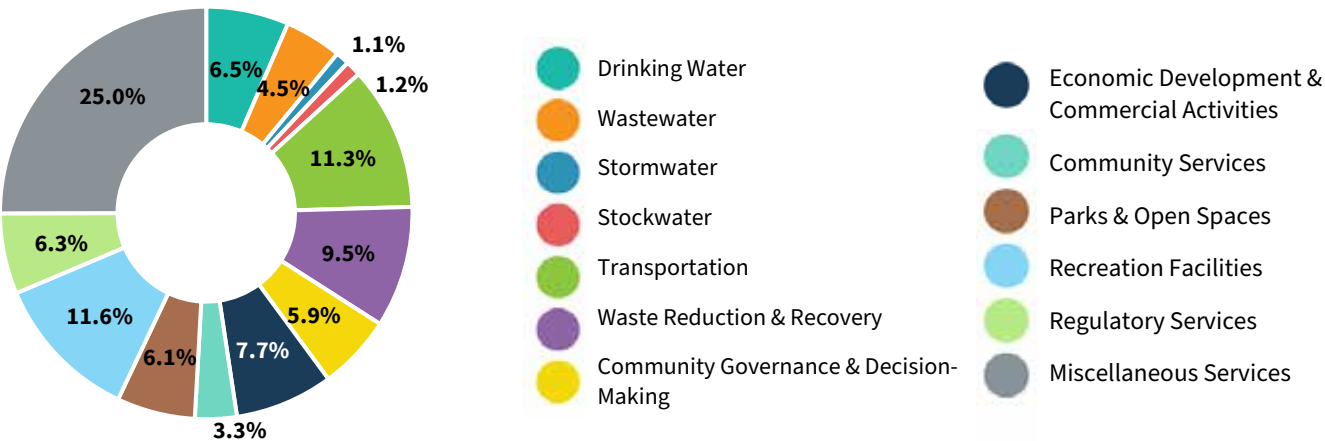 1.1%
6.5%
4.5%
1.2%
25.0%
11.3%
6.3%
9.5%
11.6%
5.9%
6.1%
7.7%
3.3%
Drinking Water
Wastewater
Stormwater
Stockwater
Transportation
Waste Reduction & Recovery
Community Governance & Decision-
Making
Economic Development &
Commercial Activities
Community Services
Parks & Open Spaces
Recreation Facilities
Regulatory Services
Miscellaneous Services